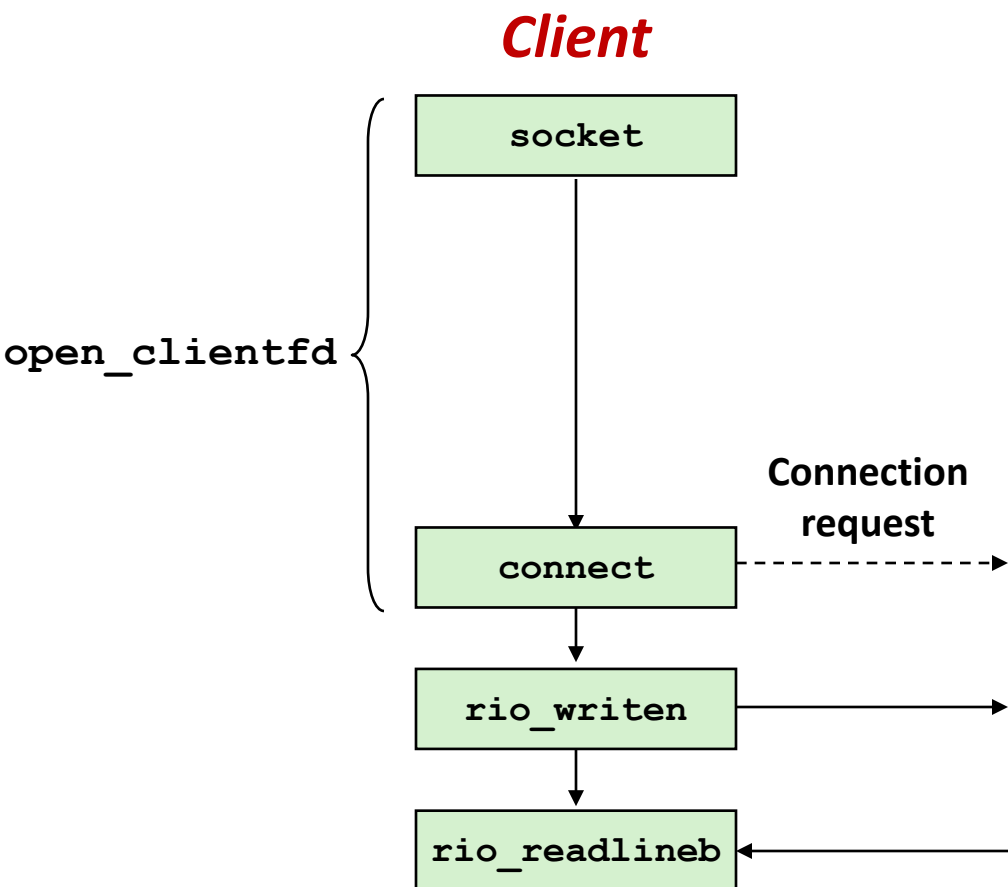 Client
socket
open_clientfd
Connection
request
connect
rio_writen
rio_readlineb